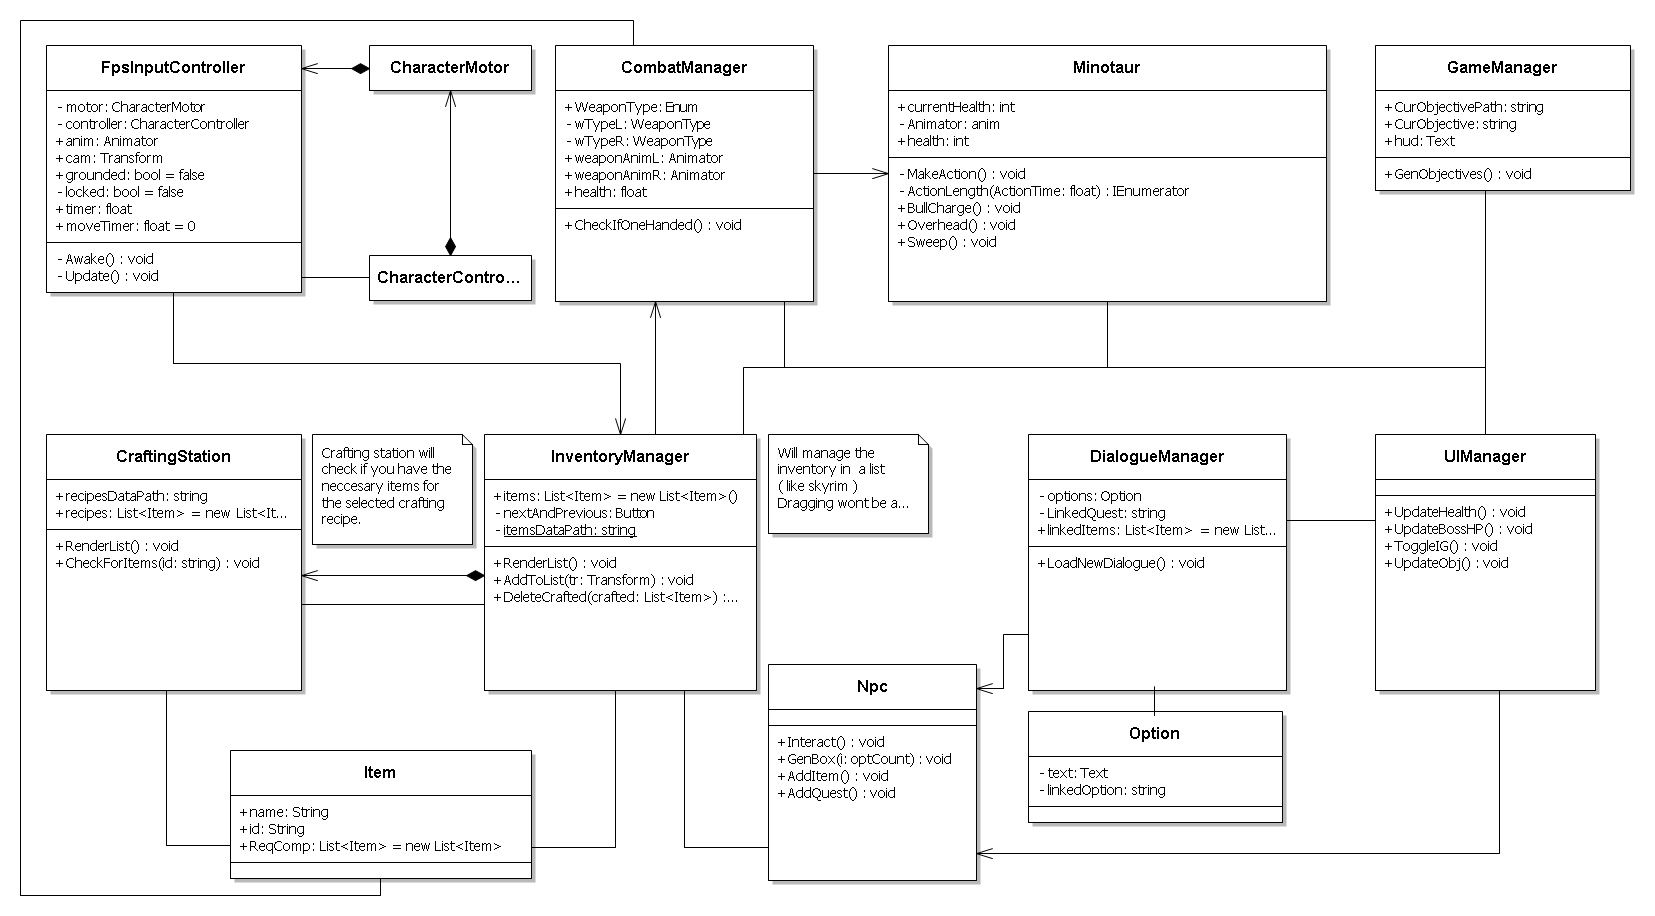 FpsInputController
- motor: CharacterMotor
- controller: CharacterController
+ anim: Animator
+ cam: Transform
+ grounded: bool = false
- locked: bool = false
+ timer: float
+ moveTimer: float = 0
- Awake() : void
- Update() : void
CharacterMotor
CharacterContro...
CombatManager
+ WeaponType: Enum
- wTypeL: WeaponType
- wTypeR: WeaponType
+ weaponAnimL: Animator
+ weaponAnimR: Animator
+ health: float
+ CheckIfOneHanded() : void
Minotaur
+ currentHealth: int
- Animator: anim
+ health: int
- MakeAction() : void
- ActionLength(ActionTime: float) : IEnumerator
+ BullCharge() : void
+ Overhead() : void
+ Sweep() : void
GameManager
+ CurObjectivePath: string
+ CurObjective: string
+ hud: Text
+ GenObjectives() : void
CraftingStation
+ recipesDataPath: string
+ recipes: List<Item> = new List<It...
+ RenderList() : void
+ CheckForItems(id: string) : void
Crafting station will
check if you have the
neccesary items for
the selected crafting
recipe.
InventoryManager
+ items: List<Item> = new List<Item>()
- nextAndPrevious: Button
- itemsDataPath: string
+ RenderList() : void
+ AddToList(tr: Transform) : void
+ DeleteCrafted(crafted: List<Item>) :...
Will manage the
inventory in a list
( like skyrim )
Dragging wont be a...
DialogueManager
- options: Option
- LinkedQuest: string
+ linkedItems: List<Item> = new List...
+ LoadNewDialogue() : void
UIManager
+ UpdateHealth() : void
+ UpdateBossHP() : void
+ ToggleIG() : void
+ UpdateObj() : void
Npc
+ Interact() : void
+ GenBox(i: optCount) : void
+ AddItem() : void
+ AddQuest() : void
Option
- text: Text
- linkedOption: string
Item
+ name: String
+ id: String
+ ReqComp: List<Item> = new List<Item>